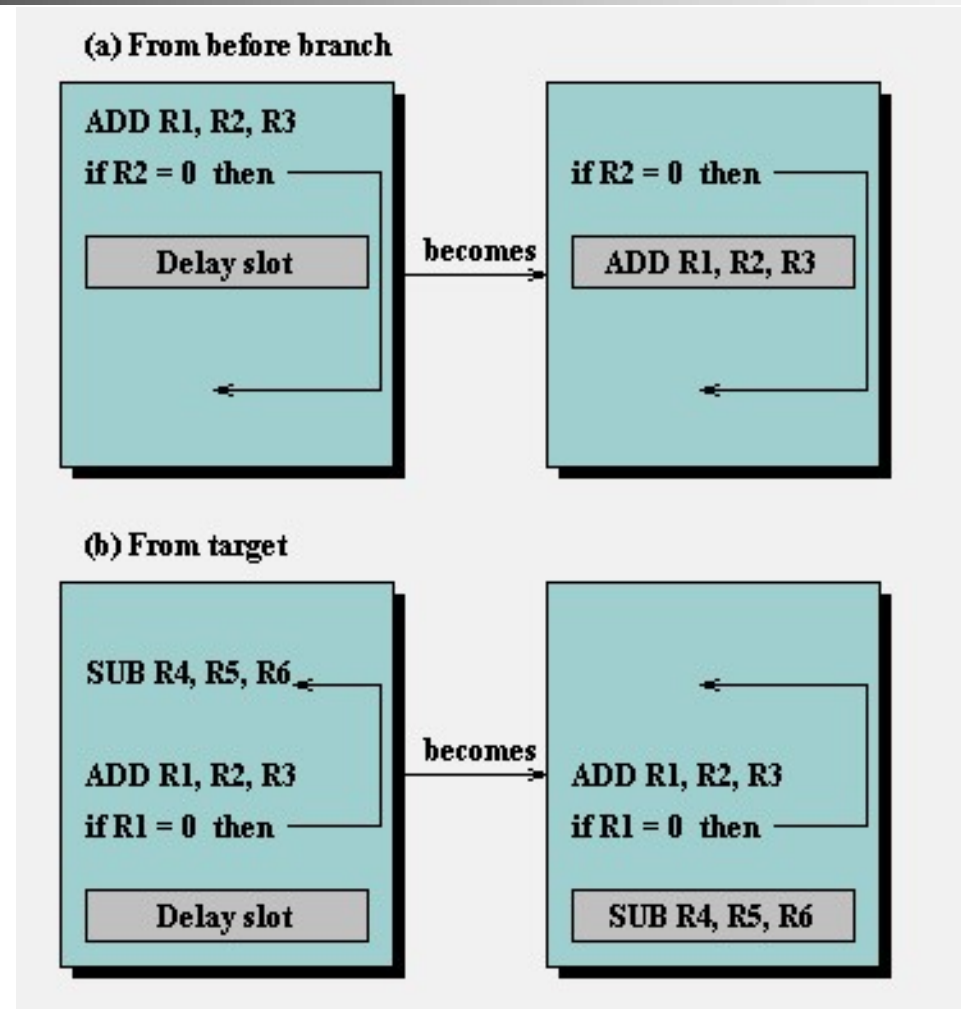 (a) From before branch
ADD R1, R2, R3
if R2 = 0 then
Delay slot
becomes
if R2 = 0 then
ADD R1, R2, R3
(b) From target
SUB R4, R5, R6
ADD R1, R2, R3
if R1 = 0 then
Delay slot
becomes
ADD R1, R2, R3
if R1 = 0 then
SUB R4, R5, R6